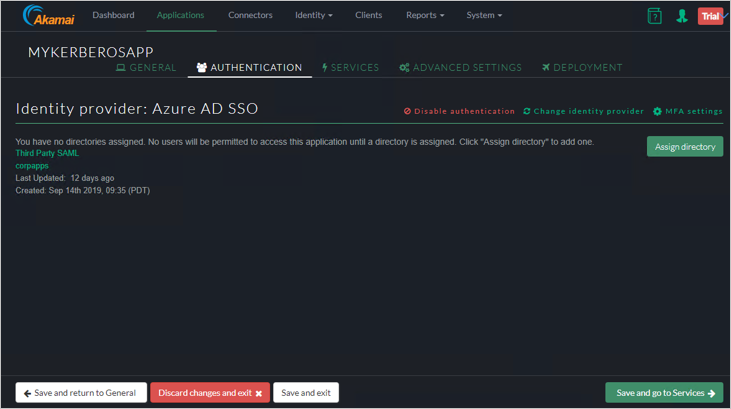 Akamai
Dashboard Applications Connectors Identity Clients Reports System ? Trial
MYKERBEROSAPP
GENERAL AUTHENTICATION SERVICES ADVANCED SETTINGS DEPLOYMENT
Identity provider: Azure AD SSO Disable authentication Change identity provider MFA settings
You have no directories assigned. No users will be permitted to access this application until a directory is assigned. Click "Assign directory" to add one. Assign directory
Third Party SAML
corpapps
Last Updated: 12 days ago
Created: Sep 14th 2019, 09:35 (PDT)
Save and return to General Discard changes and exit Save and exit Save and go to Services